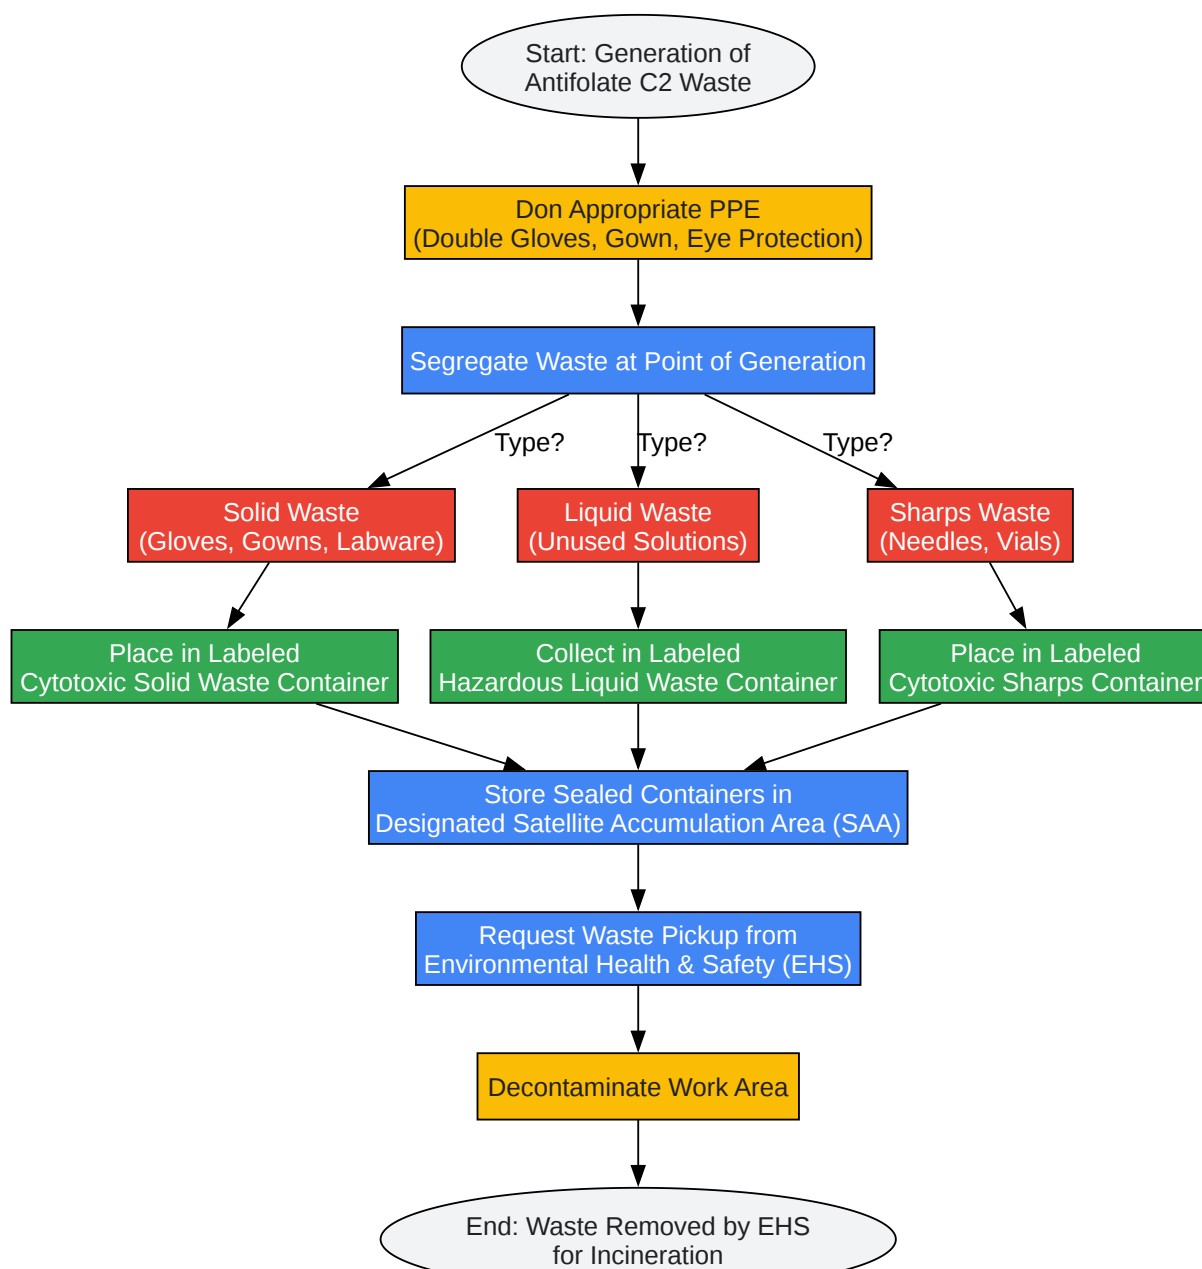 Start: Generation of
Antifolate C2 Waste
Don Appropriate PPE
(Double Gloves, Gown, Eye Protection)
Segregate Waste at Point of Generation
Type?
Type?
Type?
Solid Waste
(Gloves, Gowns, Labware)
Liquid Waste
(Unused Solutions)
Sharps Waste
(Needles, Vials)
Place in Labeled
Cytotoxic Solid Waste Container
Collect in Labeled
Hazardous Liquid Waste Container
Place in Labeled
Cytotoxic Sharps Container
Store Sealed Containers in
Designated Satellite Accumulation Area (SAA)
Request Waste Pickup from
Environmental Health & Safety (EHS)
Decontaminate Work Area
End: Waste Removed by EHS
for Incineration